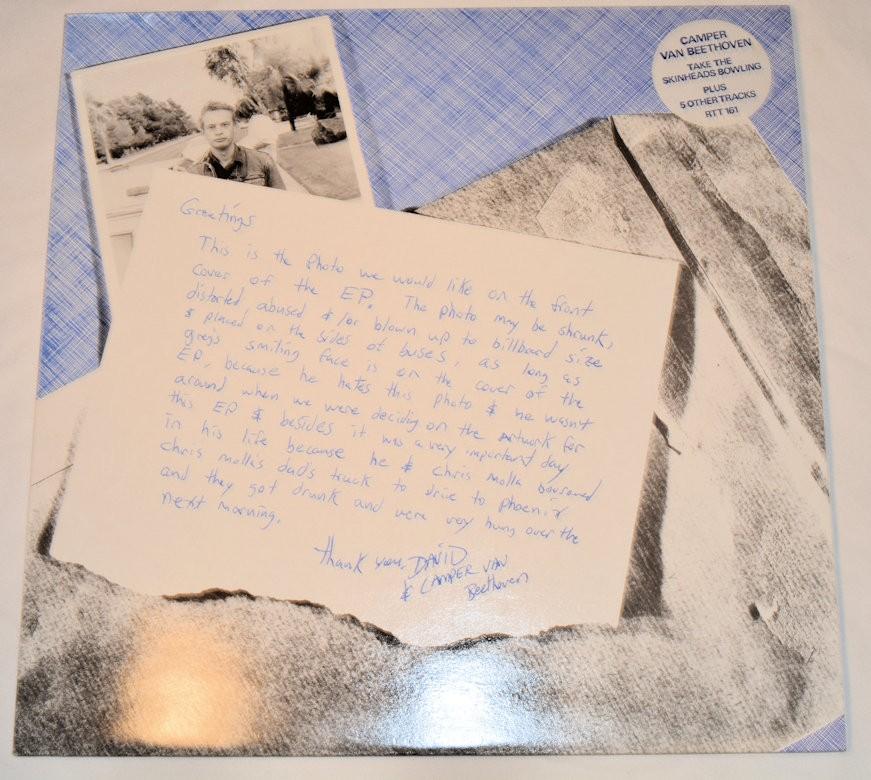 CAMPER
VAN BEETHOVEN
TAKE THE
SKINHEADS BOWLING
PLUS
5 OTHER TRACKS
RTT 161
Greetings
This is the photo we would like on the front
cover of the EP. The photo may be shrunk,
distorted abused & /or blown up to billboard size
& placed on the sides of buses, as long as
greg's smiling face is on the cover of the
EP, because he hates this photo & he wasn't
around when we were deciding on the artwork for
this EP & besides it was a very important day
in his life because he & Chris molla borrowed
chris molla's dad's truck to drive to phoenix
and they got drunk and were very hung over the
next morning.
thank you, DAVID
& CAMPER VAN
Beethoven